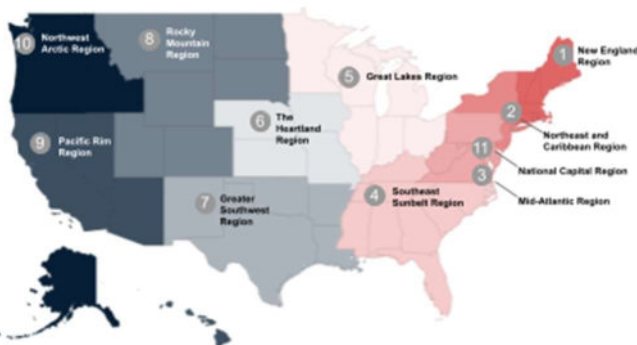 10 Northwest
Arctic Region
8 Rocky
Mountain
Region
1 New England
Region
5 Great Lakes Region
6 The
Heartland
Region
2
Northeast and
Caribbean Region
9 Pacific Rim
Region
11
National Capital Region
7 Greater
Southwest
Region
4 Southeast
Sunbelt Region
3
Mid-Atlantic Region